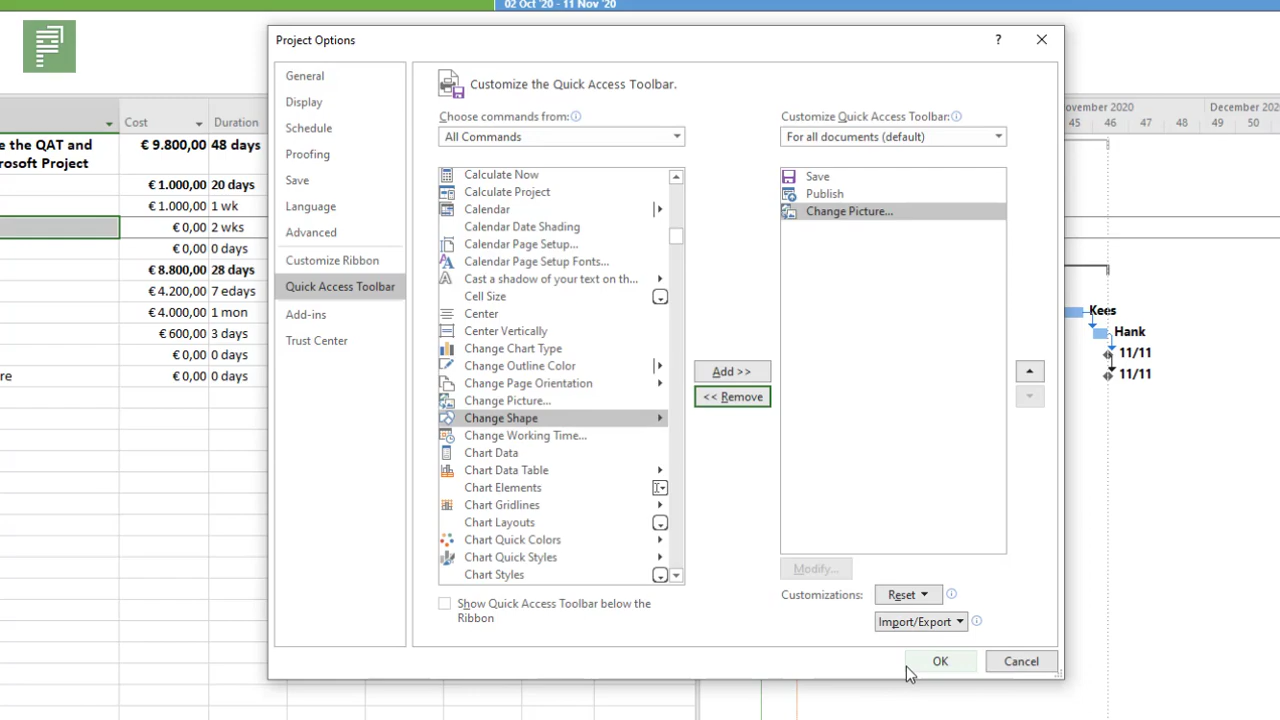 02 Oct '20 - 11 Nov '20
Project Options
?
General
Display
Schedule
Proofing
Save
Language
Advanced
Customize Ribbon
Quick Access Toolbar
Add-ins
Trust Center
Customize the Quick Access Toolbar.
Choose commands from:
All Commands
Calculate Now
Calculate Project
Calendar
Calendar Date Shading
Calendar Page Setup...
Calendar Page Setup Fonts...
Cast a shadow of your text on th...
Cell Size
Center
Center Vertically
Change Chart Type
Change Outline Color
Change Page Orientation
Change Picture...
Change Shape
Change Working Time...
Chart Data
Chart Data Table
Chart Elements
Chart Gridlines
Chart Layouts
Chart Quick Colors
Chart Quick Styles
Chart Styles
Show Quick Access Toolbar below the
Ribbon
Add >>
<< Remove
Customize Quick Access Toolbar:
For all documents (default)
Save
Publish
Change Picture...
Modify...
Customizations:
Reset
Import/Export
OK
Cancel
Cost
Duration
e the QAT and
rosoft Project
€ 9.800,00 48 days
€ 1.000,00 20 days
€ 1.000,00 1 wk
€ 0,00 2 wks
€ 0,00 0 days
€ 8.800,00 28 days
€ 4.200,00 7 edays
€ 4.000,00 1 mon
€ 600,00 3 days
€ 0,00 0 days
re
€ 0,00 0 days
ovember 2020
December 202
45 46 47 48 49 50
Kees
Hank
11/11
11/11